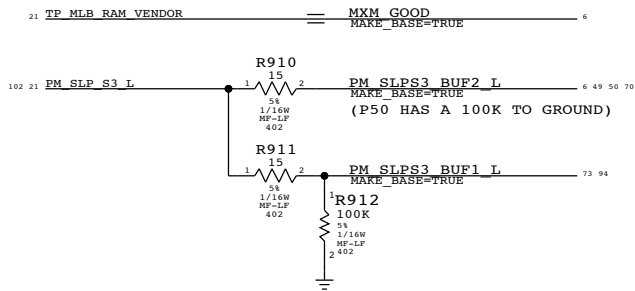 21 TP_MLB_RAM_VENDOR MXM_GOOD 6
MAKE_BASE=TRUE
R910
15
102 21 PM_SLP_S3_L 1 2 PM_SLPS3_BUF2_L 6 49 50 70
MAKE_BASE=TRUE
5%
1/16W
MF-LF
402
(P50 HAS A 100K TO GROUND)
R911
15
1 2 PM_SLPS3_BUF1_L 73 94
MAKE_BASE=TRUE
5%
1/16W
MF-LF
402
1
R912
100K
5%
1/16W
MF-LF
402
2